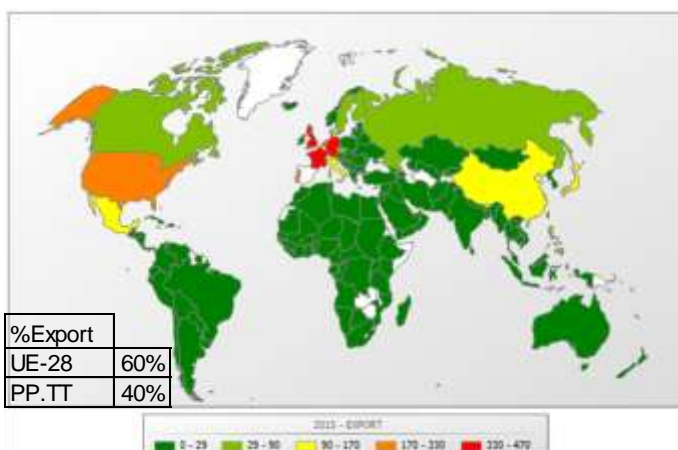 %Export
UE-28 60%
PP.TT 40%
2015 - EXPORT
0 - 29 29 - 90 90 - 170 170 - 330 330 - 470